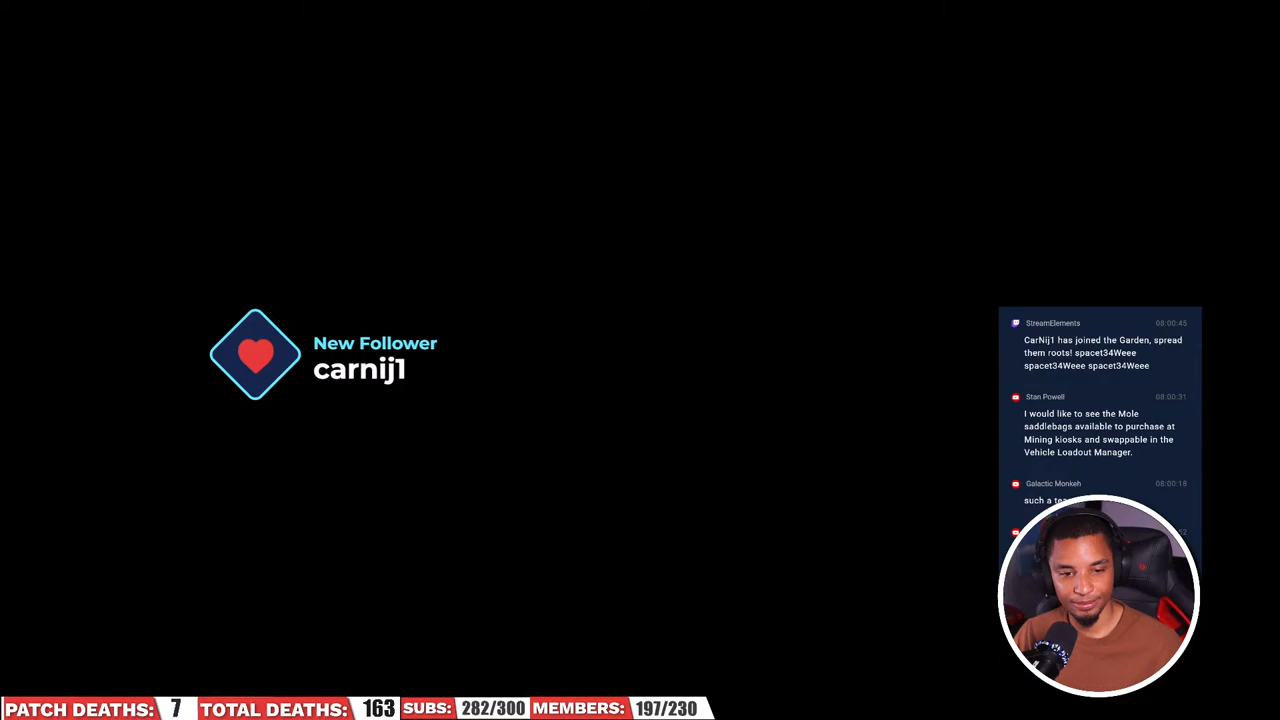 New Follower
carnij1
StreamElements 08:00:45
CarNij1 has joined the Garden, spread
them roots! spacet34Weee
spacet34Weee spacet34Weee
Stan Powell 08:00:31
I would like to see the Mole
saddlebags available to purchase at
Mining kiosks and swappable in the
Vehicle Loadout Manager.
Galactic Monkeh 08:00:18
such a
PATCH DEATHS: 7 TOTAL DEATHS: 163 SUBS: 282/300 MEMBERS: 197/230